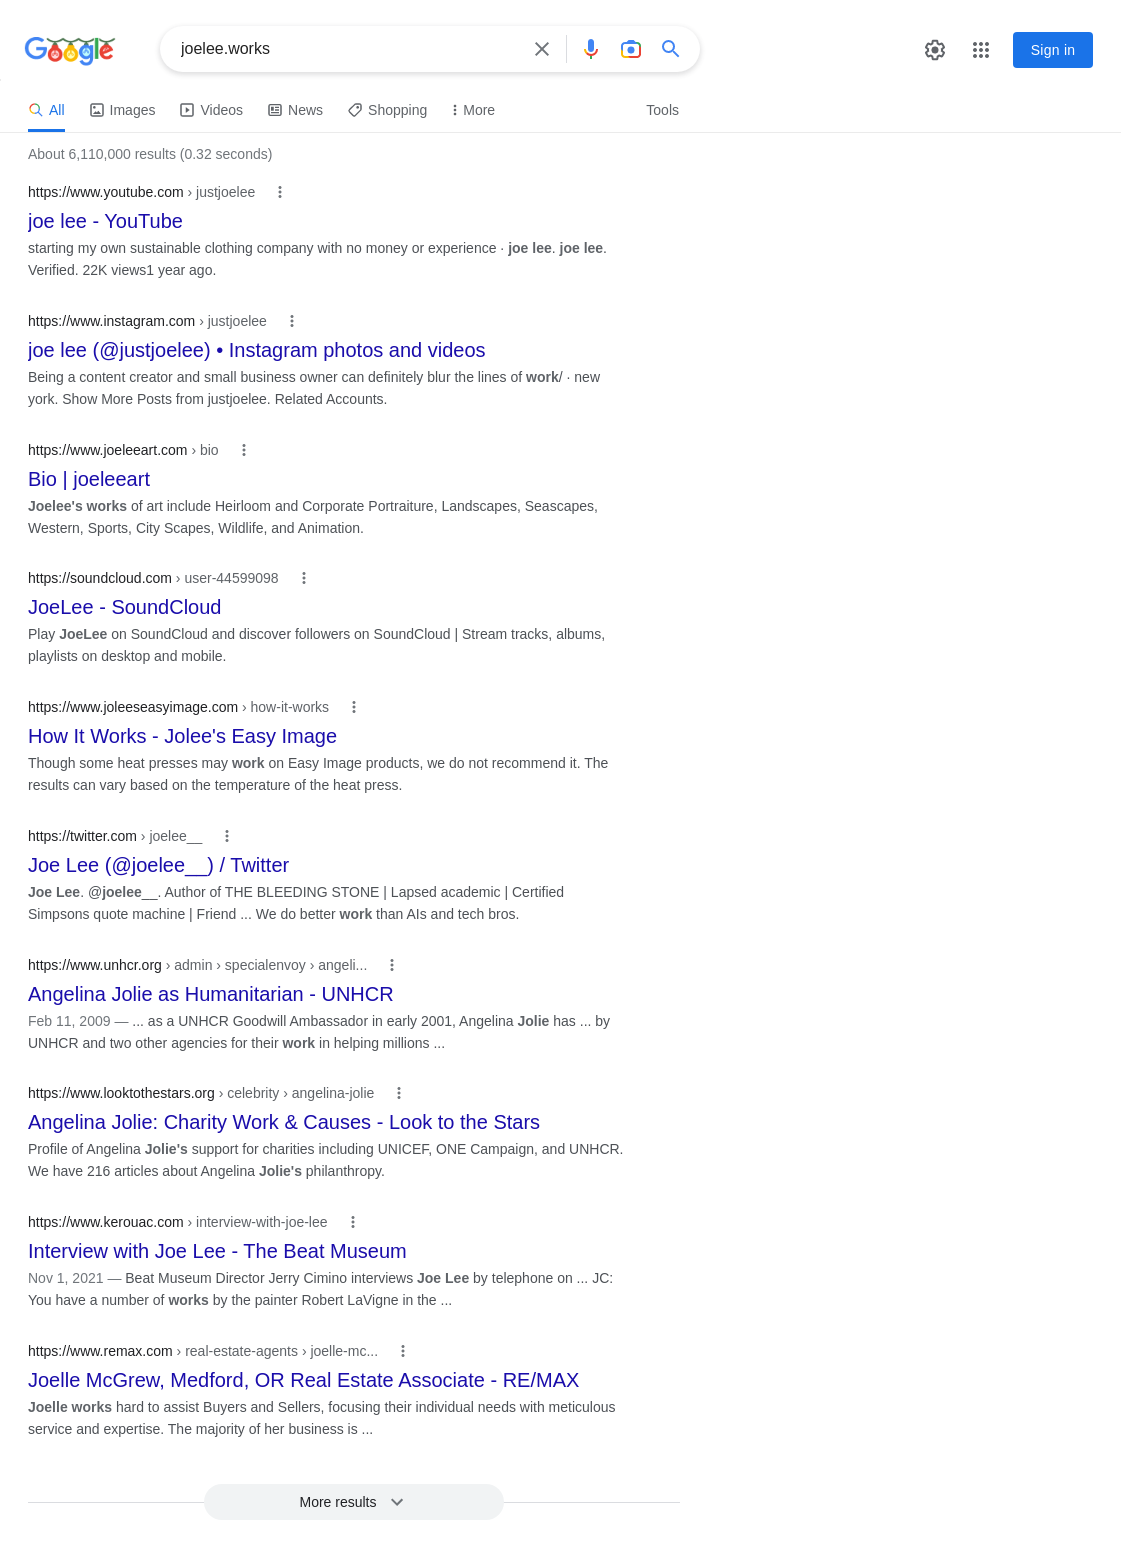 Google
joelee.works
Sign in
All Images Videos News Shopping More Tools
About 6,110,000 results (0.32 seconds)
https://www.youtube.com › justjoelee
joe lee - YouTube
starting my own sustainable clothing company with no money or experience · joe lee. joe lee.
Verified. 22K views1 year ago.
https://www.instagram.com › justjoelee
joe lee (@justjoelee) • Instagram photos and videos
Being a content creator and small business owner can definitely blur the lines of work/ · new
york. Show More Posts from justjoelee. Related Accounts.
https://www.joeleeart.com › bio
Bio | joeleeart
Joelee's works of art include Heirloom and Corporate Portraiture, Landscapes, Seascapes,
Western, Sports, City Scapes, Wildlife, and Animation.
https://soundcloud.com › user-44599098
JoeLee - SoundCloud
Play JoeLee on SoundCloud and discover followers on SoundCloud | Stream tracks, albums,
playlists on desktop and mobile.
https://www.joleeseasyimage.com › how-it-works
How It Works - Jolee's Easy Image
Though some heat presses may work on Easy Image products, we do not recommend it. The
results can vary based on the temperature of the heat press.
https://twitter.com › joelee__
Joe Lee (@joelee__) / Twitter
Joe Lee. @joelee__. Author of THE BLEEDING STONE | Lapsed academic | Certified
Simpsons quote machine | Friend ... We do better work than AIs and tech bros.
https://www.unhcr.org › admin › specialenvoy › angeli...
Angelina Jolie as Humanitarian - UNHCR
Feb 11, 2009 — ... as a UNHCR Goodwill Ambassador in early 2001, Angelina Jolie has ... by
UNHCR and two other agencies for their work in helping millions ...
https://www.looktothestars.org › celebrity › angelina-jolie
Angelina Jolie: Charity Work & Causes - Look to the Stars
Profile of Angelina Jolie's support for charities including UNICEF, ONE Campaign, and UNHCR.
We have 216 articles about Angelina Jolie's philanthropy.
https://www.kerouac.com › interview-with-joe-lee
Interview with Joe Lee - The Beat Museum
Nov 1, 2021 — Beat Museum Director Jerry Cimino interviews Joe Lee by telephone on ... JC:
You have a number of works by the painter Robert LaVigne in the ...
https://www.remax.com › real-estate-agents › joelle-mc...
Joelle McGrew, Medford, OR Real Estate Associate - RE/MAX
Joelle works hard to assist Buyers and Sellers, focusing their individual needs with meticulous
service and expertise. The majority of her business is ...
More results